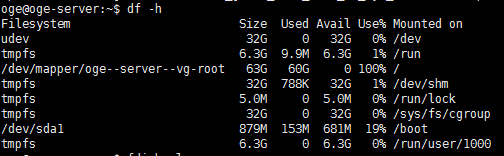 oge@oge-server:~$ df -h
Filesystem Size Used Avail Use% Mounted on
udev 32G 0 32G 0% /dev
tmpfs 6.3G 9.9M 6.3G 1% /run
/dev/mapper/oge--server--vg-root 63G 60G 0 100% /
tmpfs 32G 788K 32G 1% /dev/shm
tmpfs 5.0M 0 5.0M 0% /run/lock
tmpfs 32G 0 32G 0% /sys/fs/cgroup
/dev/sda1 879M 153M 681M 19% /boot
tmpfs 6.3G 0 6.3G 0% /run/user/1000